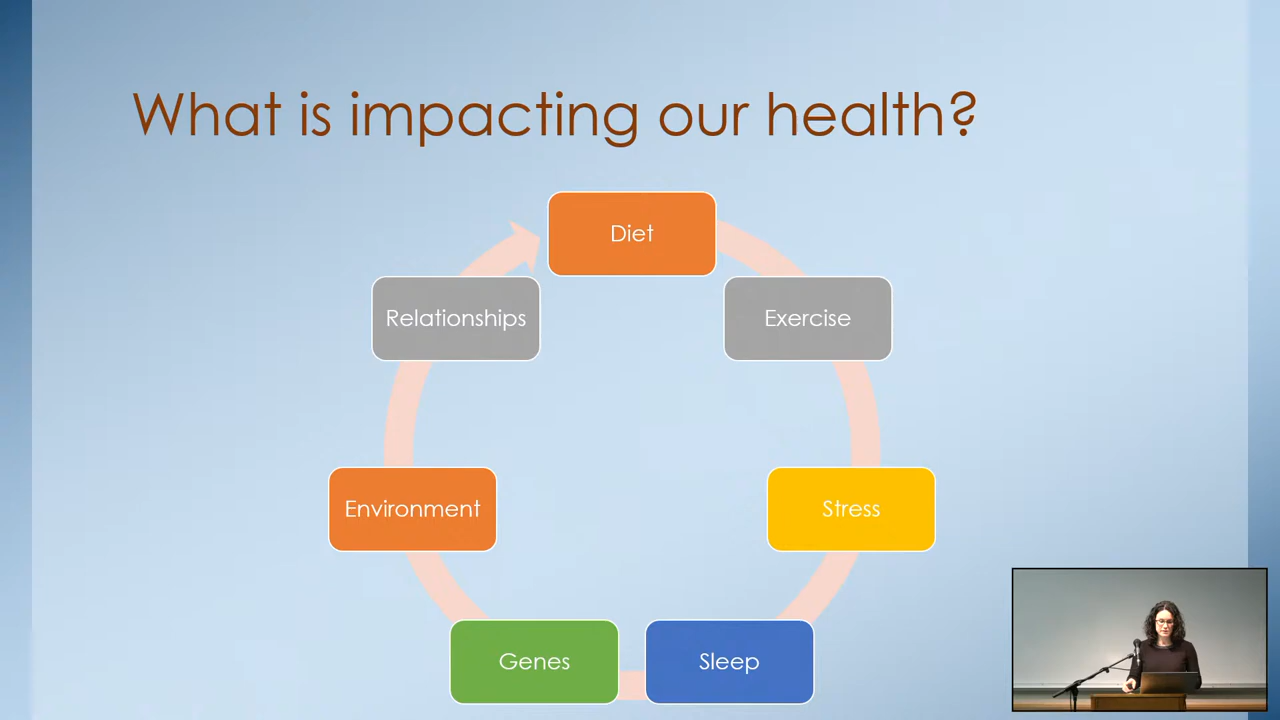 What is impacting our health?
Diet
Relationships
Exercise
Environment
Stress
Genes
Sleep